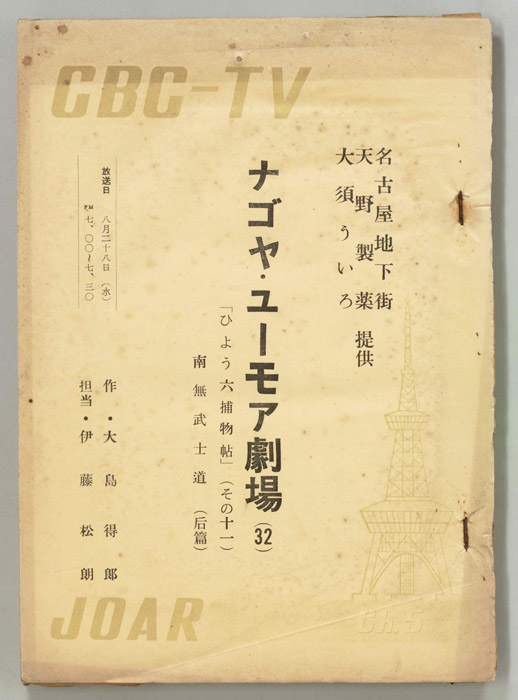 CBC-TV
名古屋地下街
天野製薬 提供
大須ういろ
ナゴヤ・ユーモア劇場(32)
「ひよう六捕物帖」(その十一)
南無武士道(后篇)
放送日 八月二十八日(水)
PM 七、〇〇〜七、三〇
作・大島得郎
担当・伊藤松朗
JOAR
Ch.5